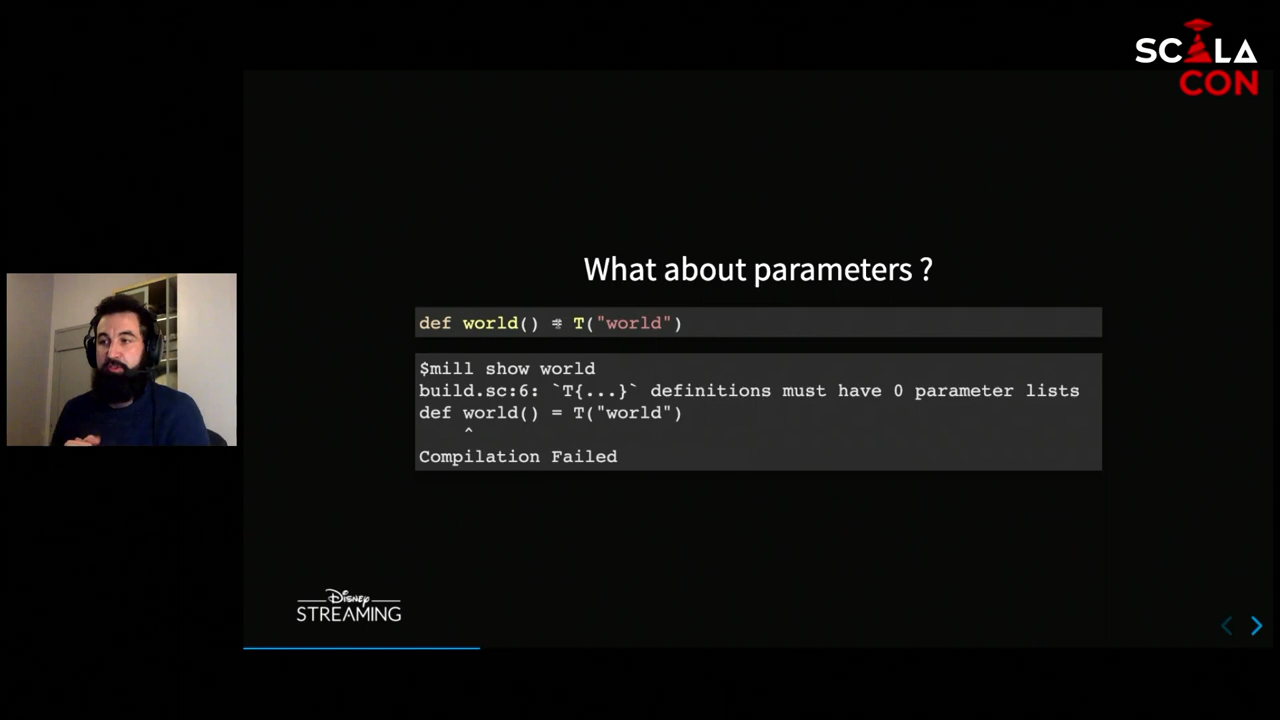 SCALA
CON
What about parameters ?
def world() = T("world")
$mill show world
build.sc:6: `T{...}` definitions must have 0 parameter lists
def world() = T("world")
^
Compilation Failed
Disney
STREAMING